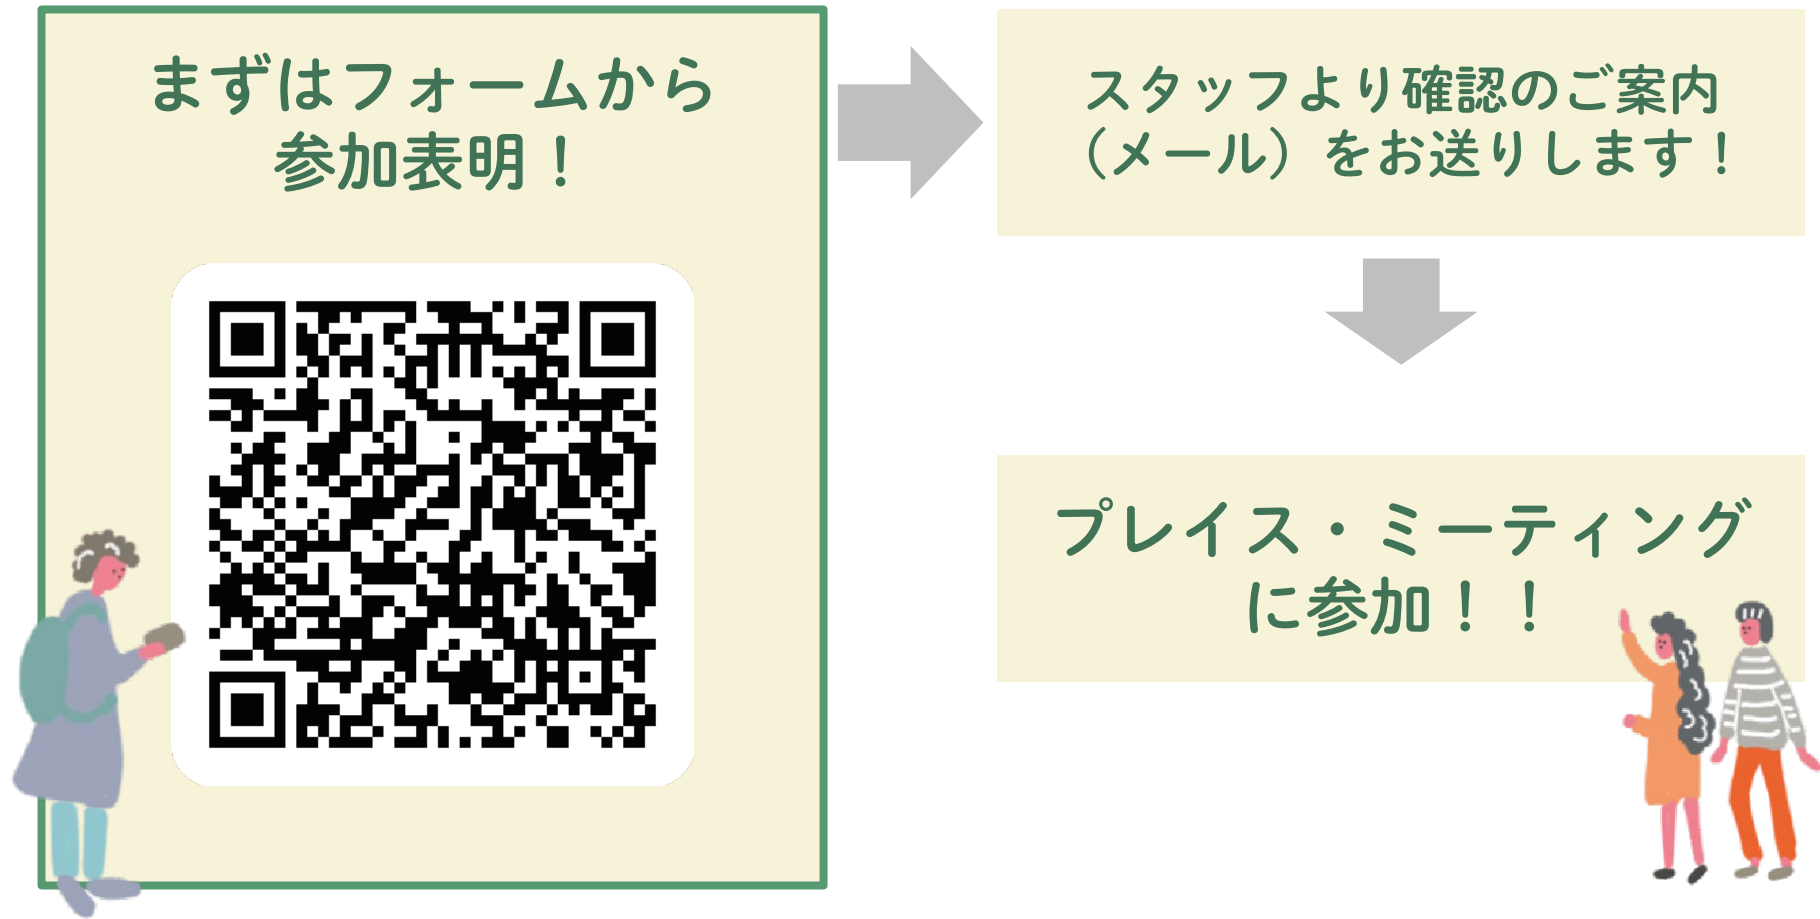 まずはフォームから
参加表明！
スタッフより確認のご案内
（メール）をお送りします！
プレイス・ミーティング
に参加！！